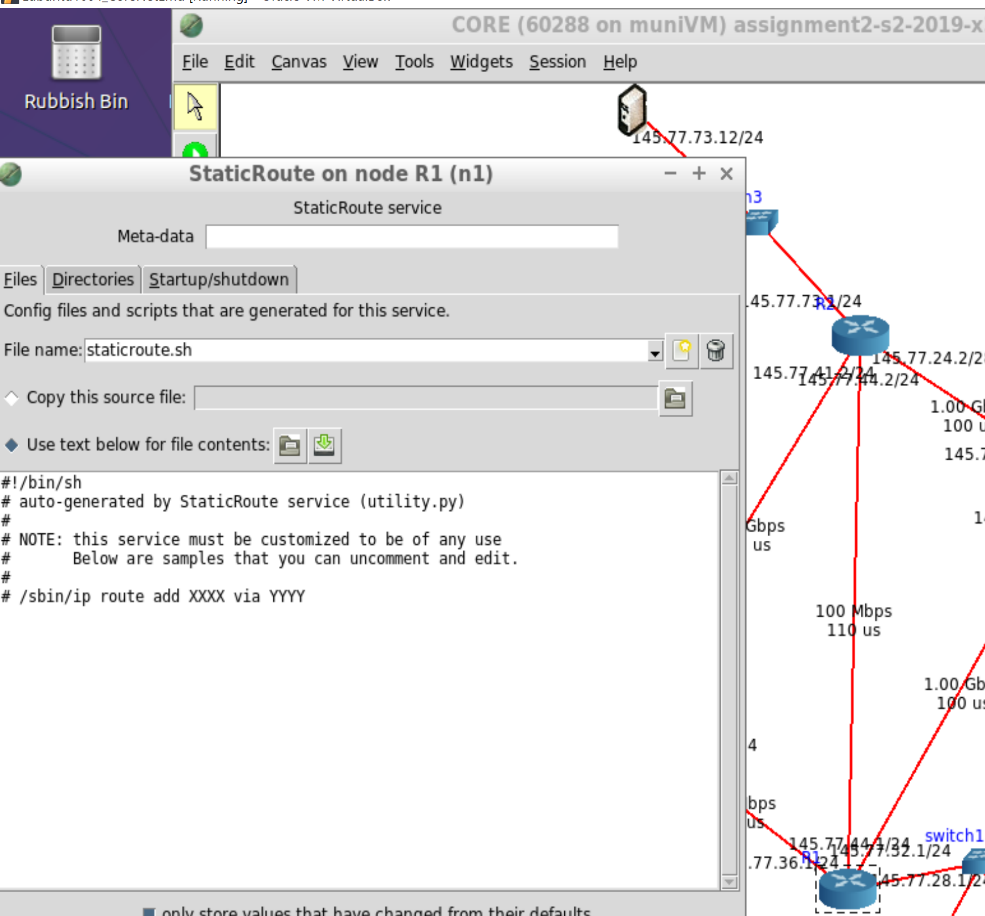 CORE (60288 on muniVM) assignment2-s2-2019-x
File Edit Canvas View Tools Widgets Session Help
Rubbish Bin
145.77.73.12/24
StaticRoute on node R1 (n1)
StaticRoute service
Meta-data
Files Directories Startup/shutdown
Config files and scripts that are generated for this service.
File name: staticroute.sh
Copy this source file:
Use text below for file contents:
#!/bin/sh
# auto-generated by StaticRoute service (utility.py)
#
# NOTE: this service must be customized to be of any use
# Below are samples that you can uncomment and edit.
#
# /sbin/ip route add XXXX via YYYY
only store values that have changed from their defaults
h3
45.77.73.1/24
R2
145.77.24.2/2
145.77.41.2/24
145.77.44.2/24
1.00 G
100 u
145.7
Gbps
us
100 Mbps
110 us
1.00 Gb
100 us
4
bps
us
switch1
145.77.44.1/24
R1
145.77.32.1/24
.77.36.1/24
45.77.28.1/24